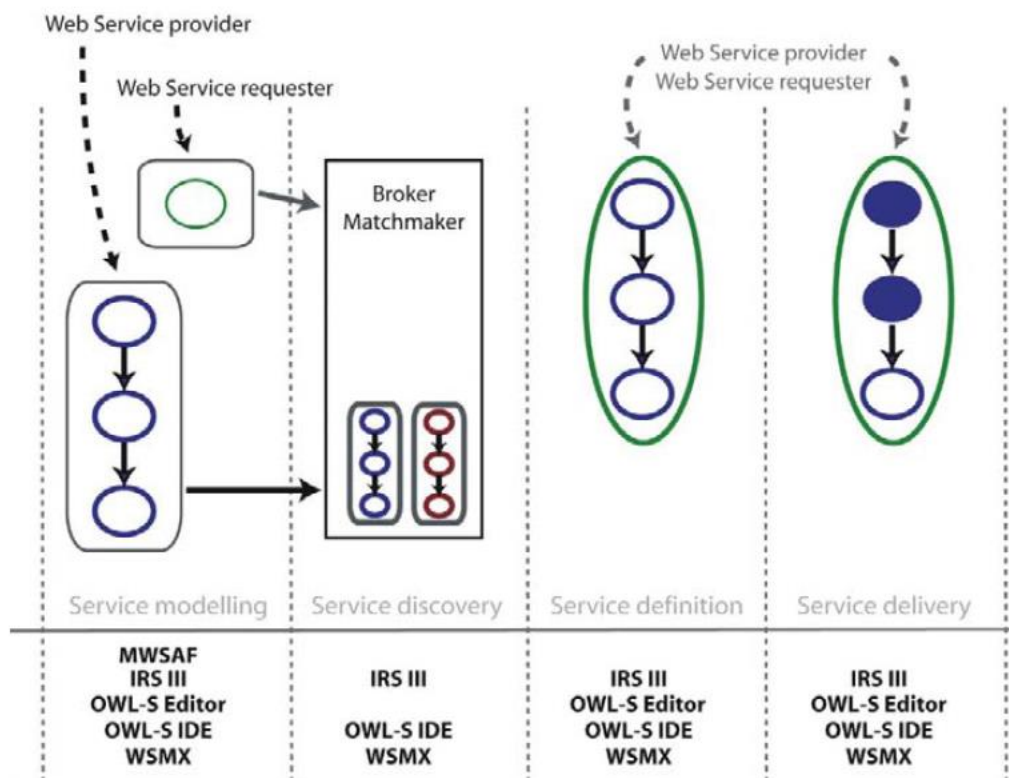 Web Service provider
Web Service requester
Web Service provider
Web Service requester
Broker
Matchmaker
Service modelling
Service discovery
Service definition
Service delivery
MWSAF
IRS III
OWL-S Editor
OWL-S IDE
WSMX
IRS III
OWL-S IDE
WSMX
IRS III
OWL-S Editor
OWL-S IDE
WSMX
IRS III
OWL-S Editor
OWL-S IDE
WSMX